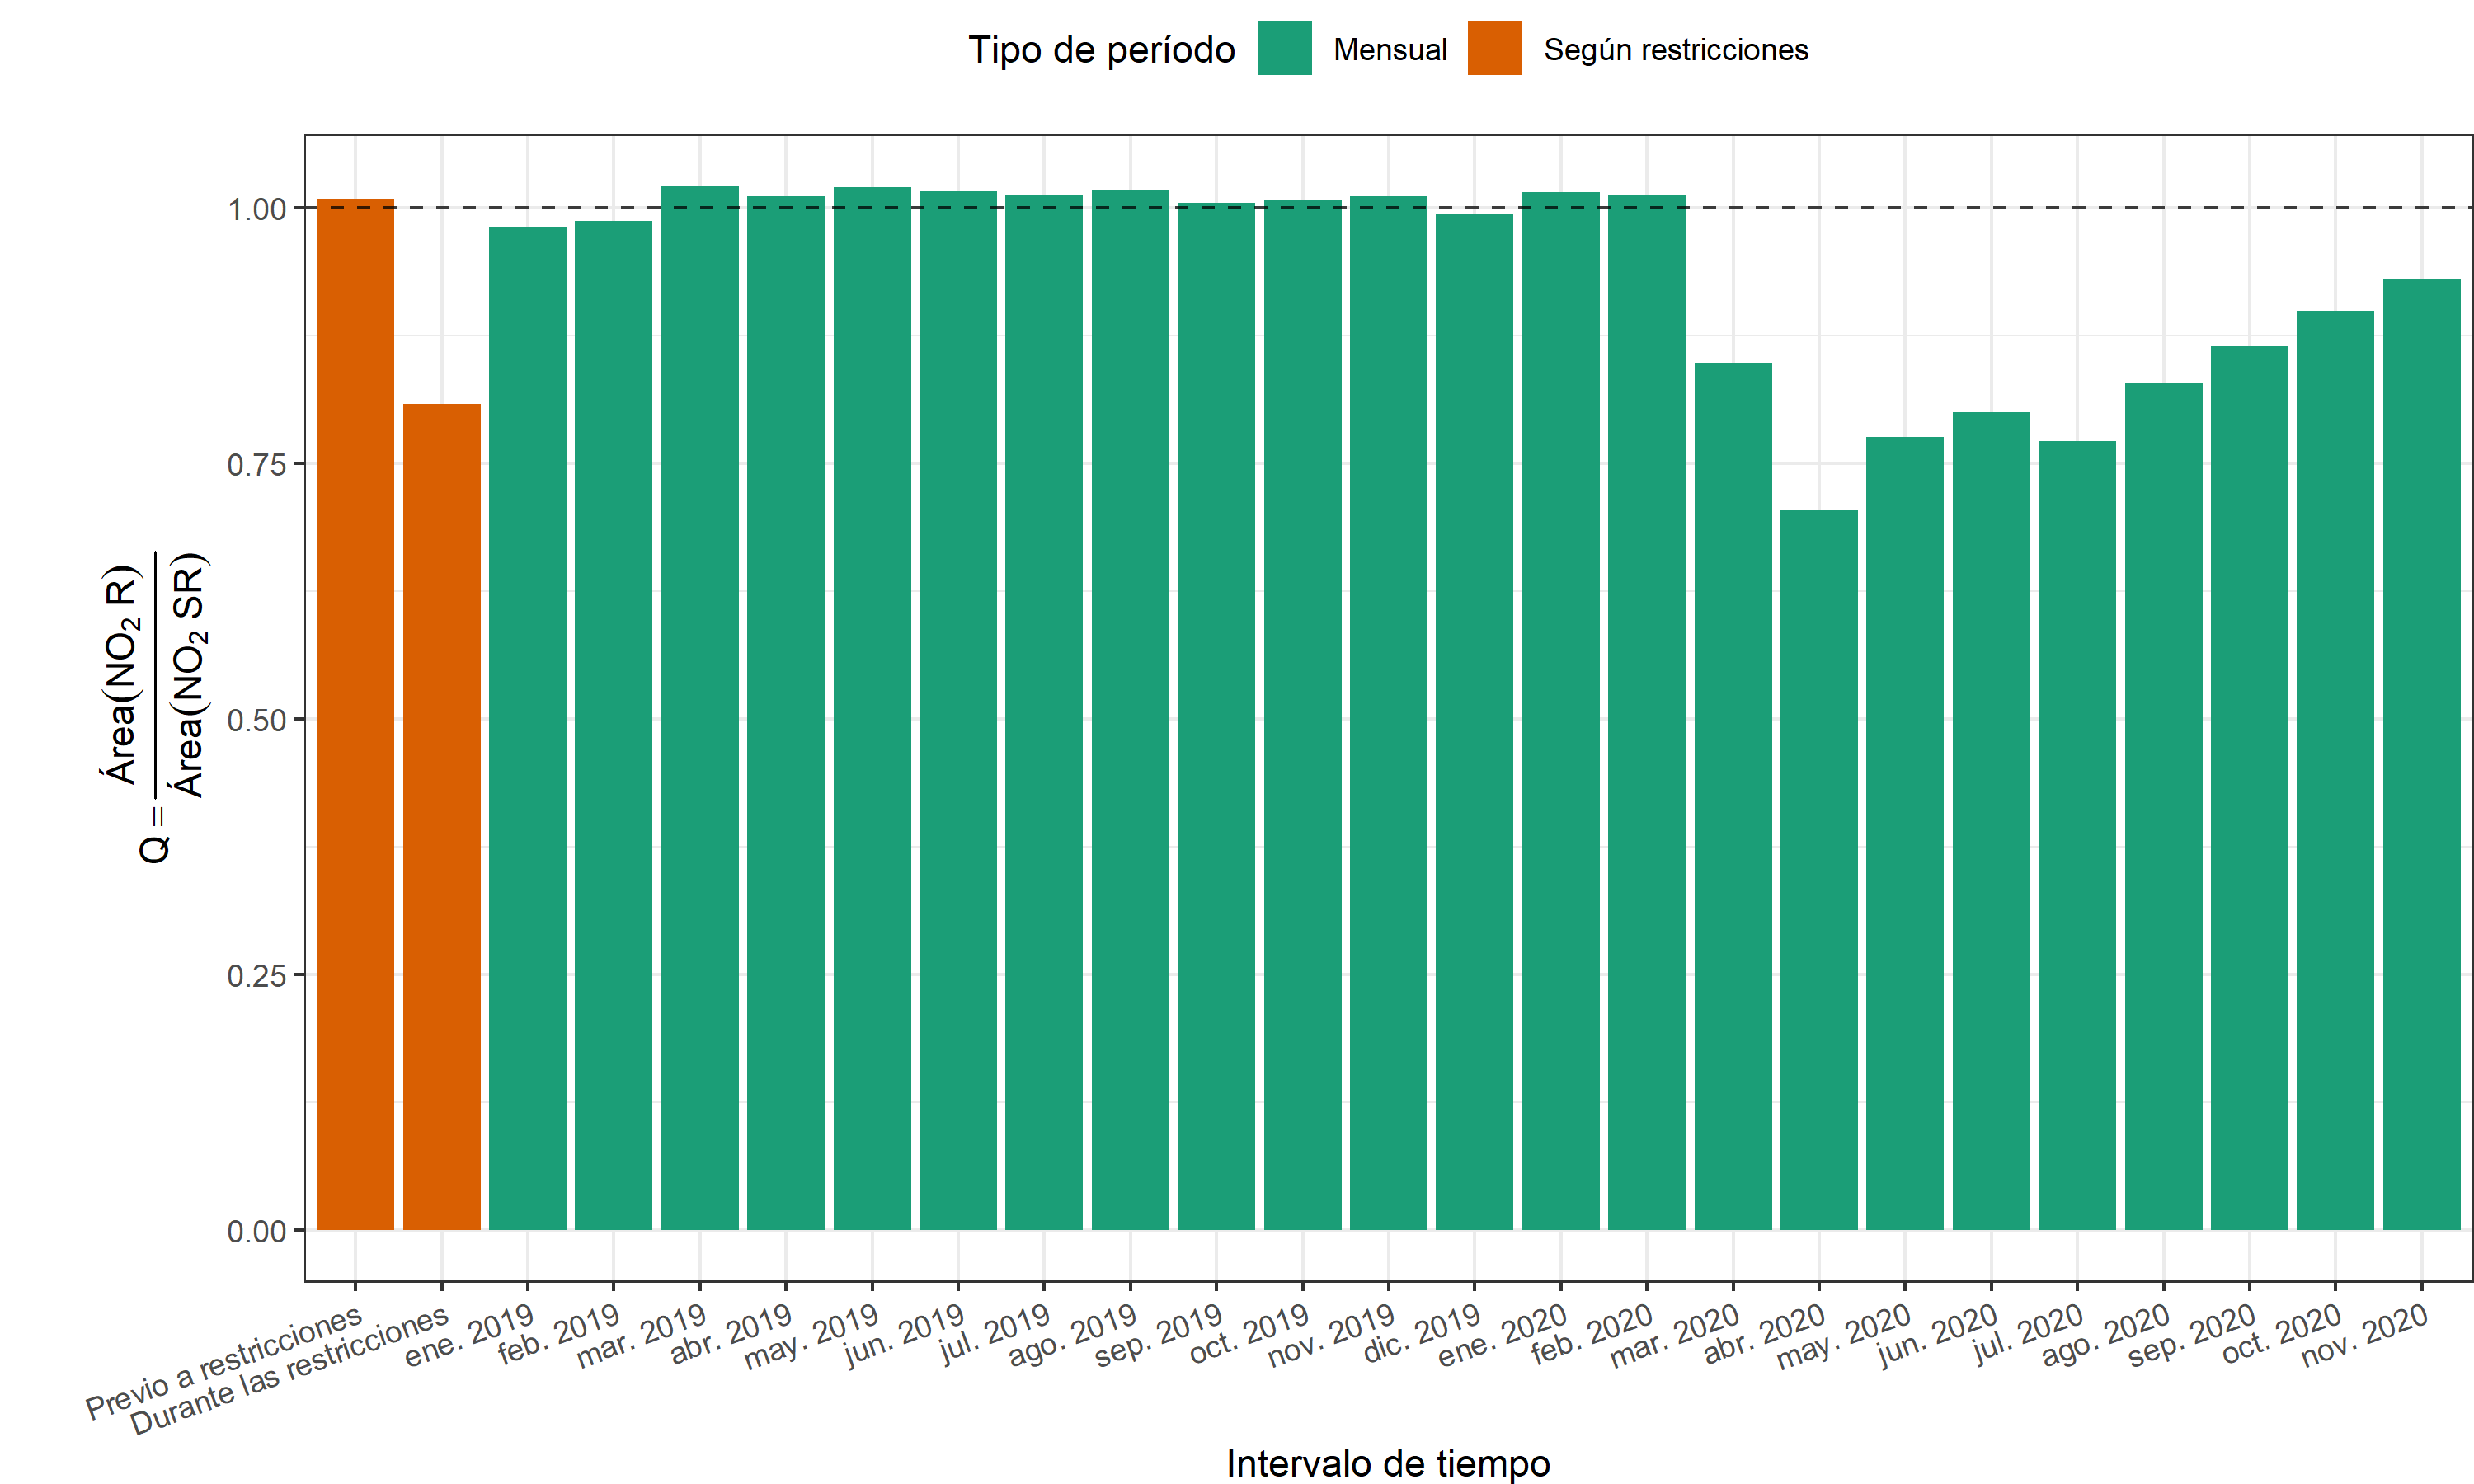 Tipo de período
Mensual
Según restricciones
1.00
0.75
0.50
0.25
0.00
Q = Área(NO₂ R)
Área(NO₂ SR)
Previo a restricciones
Durante las restricciones
ene. 2019
feb. 2019
mar. 2019
abr. 2019
may. 2019
jun. 2019
jul. 2019
ago. 2019
sep. 2019
oct. 2019
nov. 2019
dic. 2019
ene. 2020
feb. 2020
mar. 2020
abr. 2020
may. 2020
jun. 2020
jul. 2020
ago. 2020
sep. 2020
oct. 2020
nov. 2020
Intervalo de tiempo